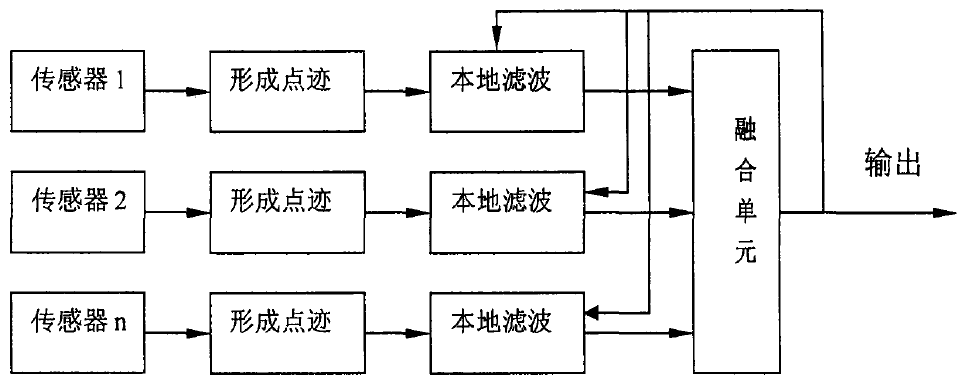 传感器 1
形成点迹
本地滤波
传感器 2
形成点迹
本地滤波
传感器 n
形成点迹
本地滤波
融合单元
输出